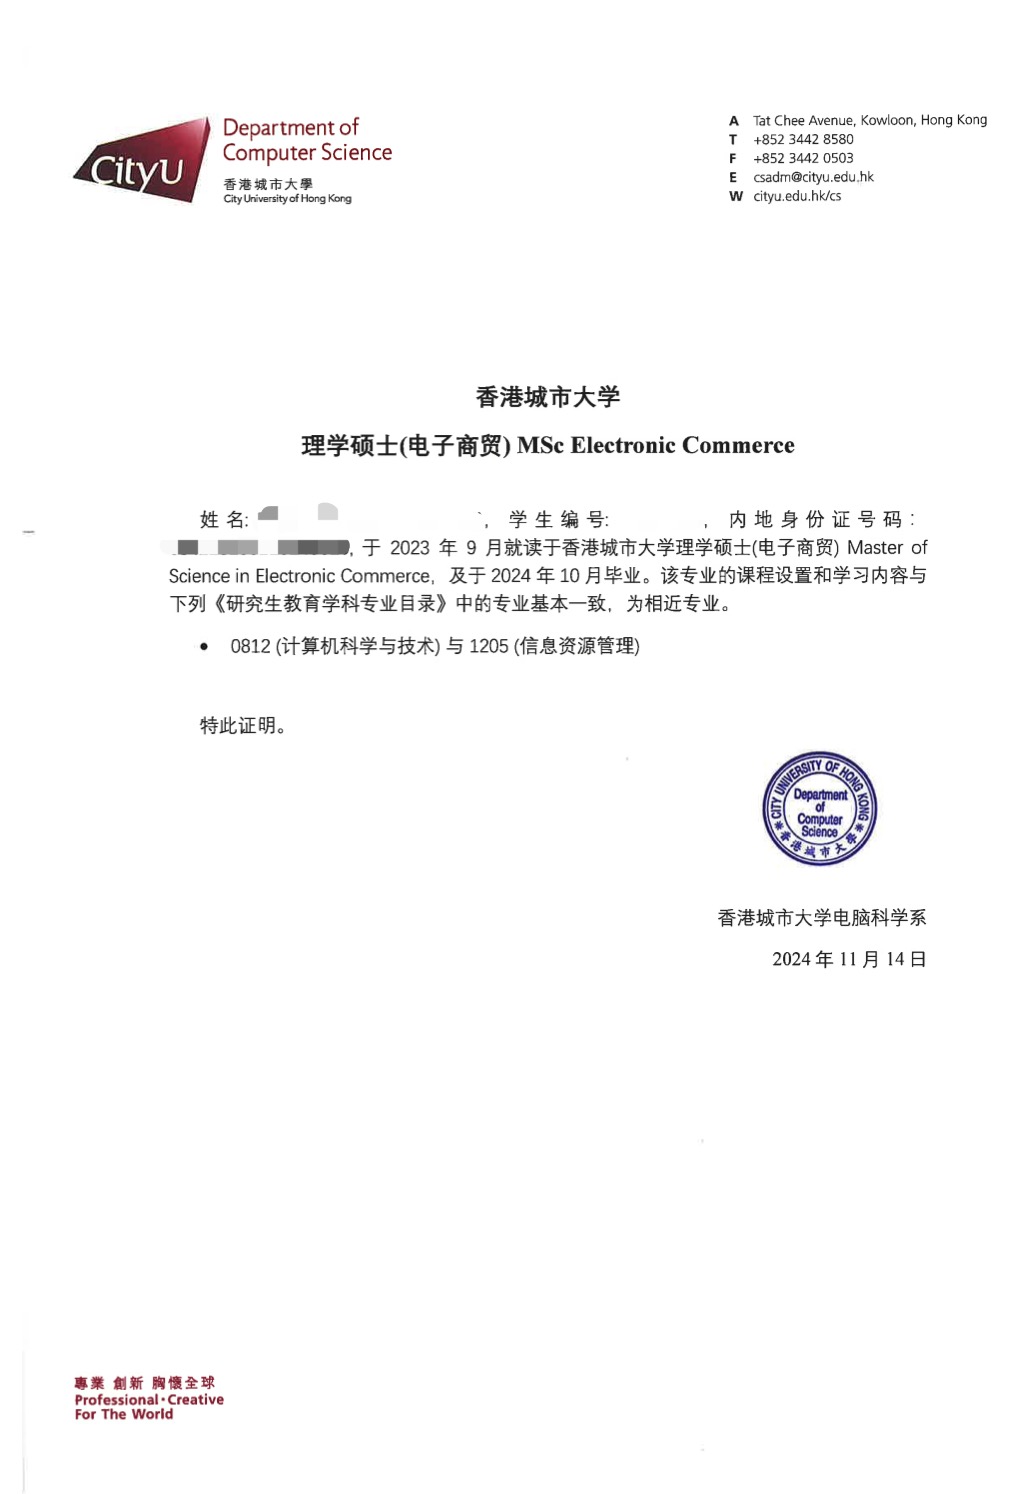 CityU
Department of
Computer Science
香港城市大學
City University of Hong Kong
A Tat Chee Avenue, Kowloon, Hong Kong
T +852 3442 8580
F +852 3442 0503
E csadm@cityu.edu.hk
W cityu.edu.hk/cs
香港城市大学
理学硕士(电子商贸) MSc Electronic Commerce
姓名: , 学生编号: , 内地身份证号码:
, 于 2023 年 9 月就读于香港城市大学理学硕士(电子商贸) Master of
Science in Electronic Commerce, 及于 2024 年 10 月毕业。该专业的课程设置和学习内容与
下列《研究生教育学科专业目录》中的专业基本一致, 为相近专业。
• 0812 (计算机科学与技术) 与 1205 (信息资源管理)
特此证明。
CITY UNIVERSITY OF HONG KONG
Department
of
Computer
Science
香港城市大學
香港城市大学电脑科学系
2024 年 11 月 14 日
專業 創新 胸懷全球
Professional·Creative
For The World